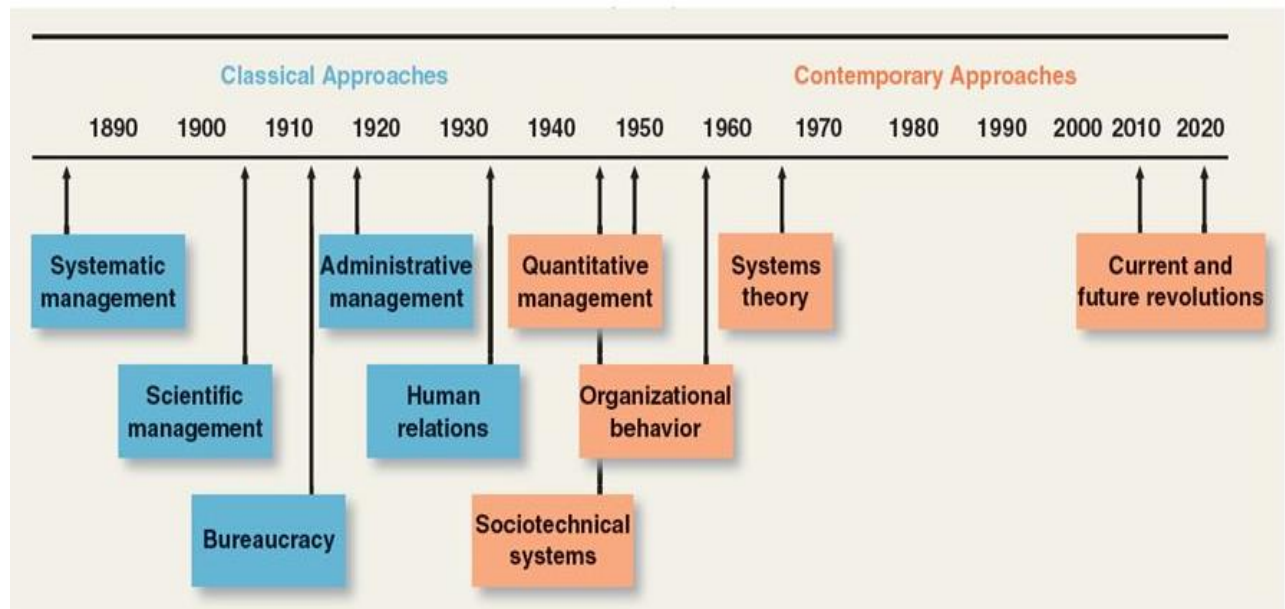 Classical Approaches
Contemporary Approaches
1890 1900 1910 1920 1930 1940 1950 1960 1970 1980 1990 2000 2010 2020
Systematic
management
Administrative
management
Quantitative
management
Systems
theory
Current and
future revolutions
Scientific
management
Human
relations
Organizational
behavior
Bureaucracy
Sociotechnical
systems